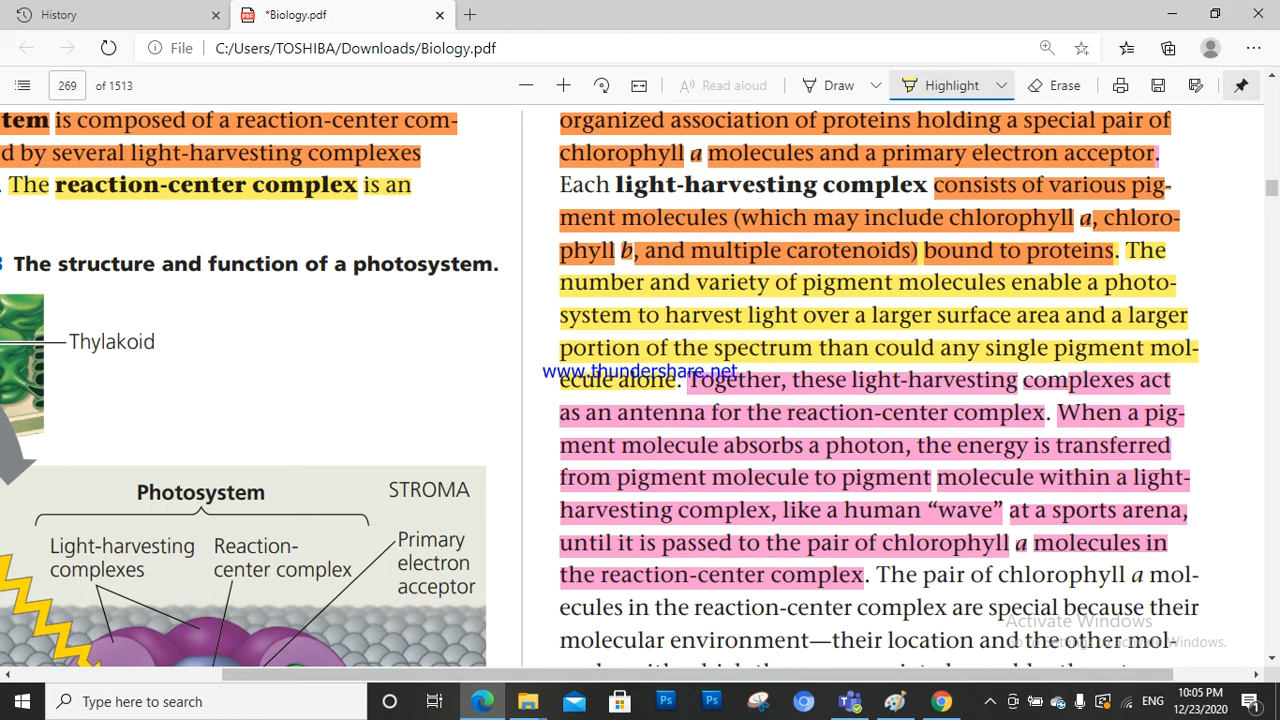 History
*Biology.pdf
File
C:/Users/TOSHIBA/Downloads/Biology.pdf
269 of 1513
Read aloud
Draw
Highlight
Erase
tem is composed of a reaction-center com-
d by several light-harvesting complexes
. The reaction-center complex is an
3 The structure and function of a photosystem.
Thylakoid
Photosystem
STROMA
Light-harvesting
complexes
Reaction-
center complex
Primary
electron
acceptor
organized association of proteins holding a special pair of
chlorophyll a molecules and a primary electron acceptor.
Each light-harvesting complex consists of various pig-
ment molecules (which may include chlorophyll a, chloro-
phyll b, and multiple carotenoids) bound to proteins. The
number and variety of pigment molecules enable a photo-
system to harvest light over a larger surface area and a larger
portion of the spectrum than could any single pigment mol-
www.thundershare.net
ecule alone. Together, these light-harvesting complexes act
as an antenna for the reaction-center complex. When a pig-
ment molecule absorbs a photon, the energy is transferred
from pigment molecule to pigment molecule within a light-
harvesting complex, like a human “wave” at a sports arena,
until it is passed to the pair of chlorophyll a molecules in
the reaction-center complex. The pair of chlorophyll a mol-
ecules in the reaction-center complex are special because their
Activate Windows
molecular environment—their location and the other mol-
Type here to search
ENG
10:05 PM
12/23/2020